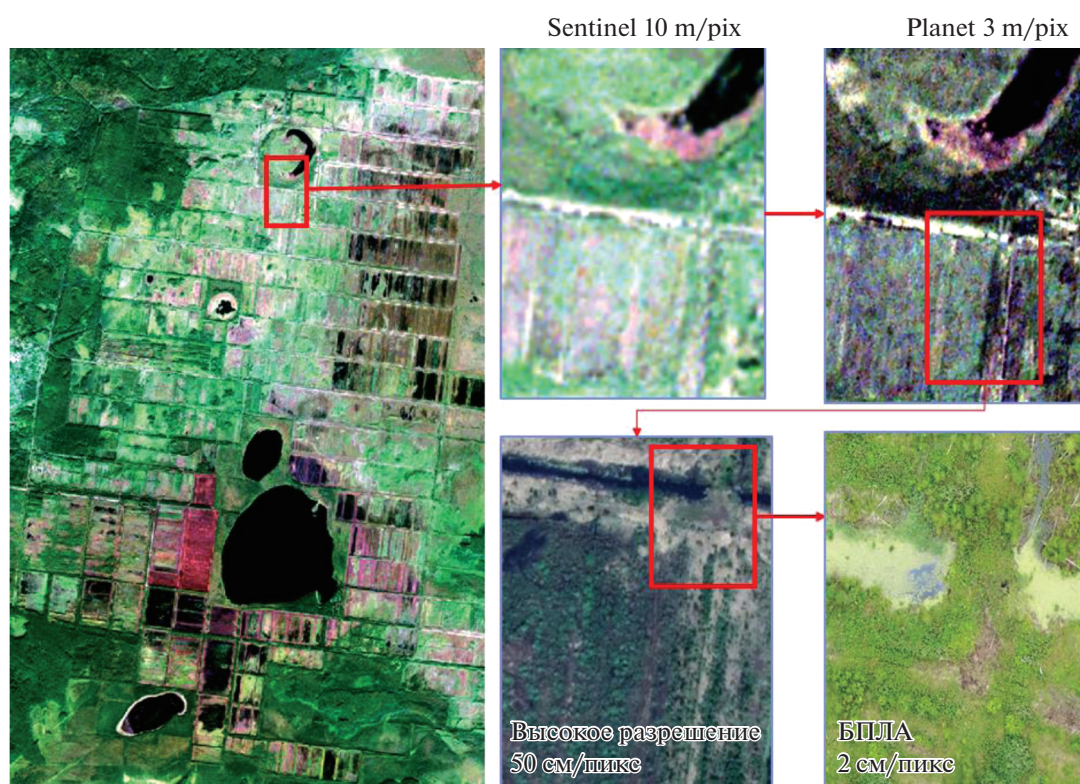 Sentinel 10 m/pix
Planet 3 m/pix
Высокое разрешение
50 см/пикс
БПЛА
2 см/пикс